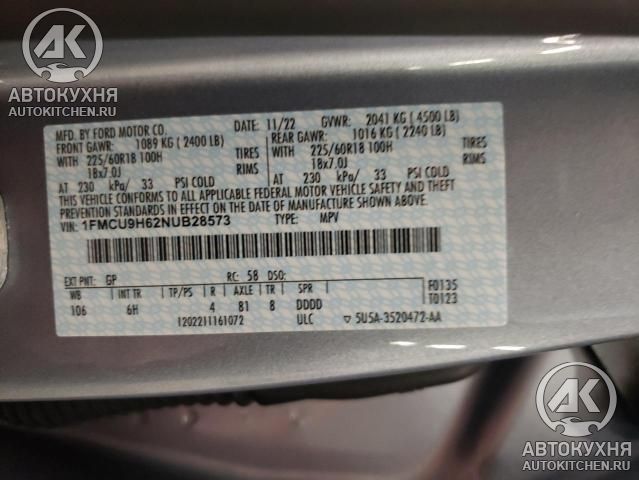 АК
АВТОКУХНЯ
AUTOKITCHEN.RU
MFD. BY FORD MOTOR CO. DATE: 11/22 GVWR: 2041 KG ( 4500 LB)
FRONT GAWR: 1089 KG ( 2400 LB) REAR GAWR: 1016 KG ( 2240 LB)
WITH 225/60R18 100H TIRES WITH 225/60R18 100H TIRES
18x7.0J RIMS 18x7.0J RIMS
AT 230 kPa/ 33 PSI COLD AT 230 kPa/ 33 PSI COLD
THIS VEHICLE CONFORMS TO ALL APPLICABLE FEDERAL MOTOR VEHICLE SAFETY AND THEFT
PREVENTION STANDARDS IN EFFECT ON THE DATE OF MANUFACTURE SHOWN ABOVE.
VIN: 1FMCU9H62NUB28573 TYPE: MPV
EXT PNT: GP RC: 58 DSO:
WB INT TR TP/PS R AXLE TR SPR F0135
106 6H 4 81 8 DDDD T0123
12022111161072 ULC ▽ 5U5A-3520472-AA
АК
АВТОКУХНЯ
AUTOKITCHEN.RU